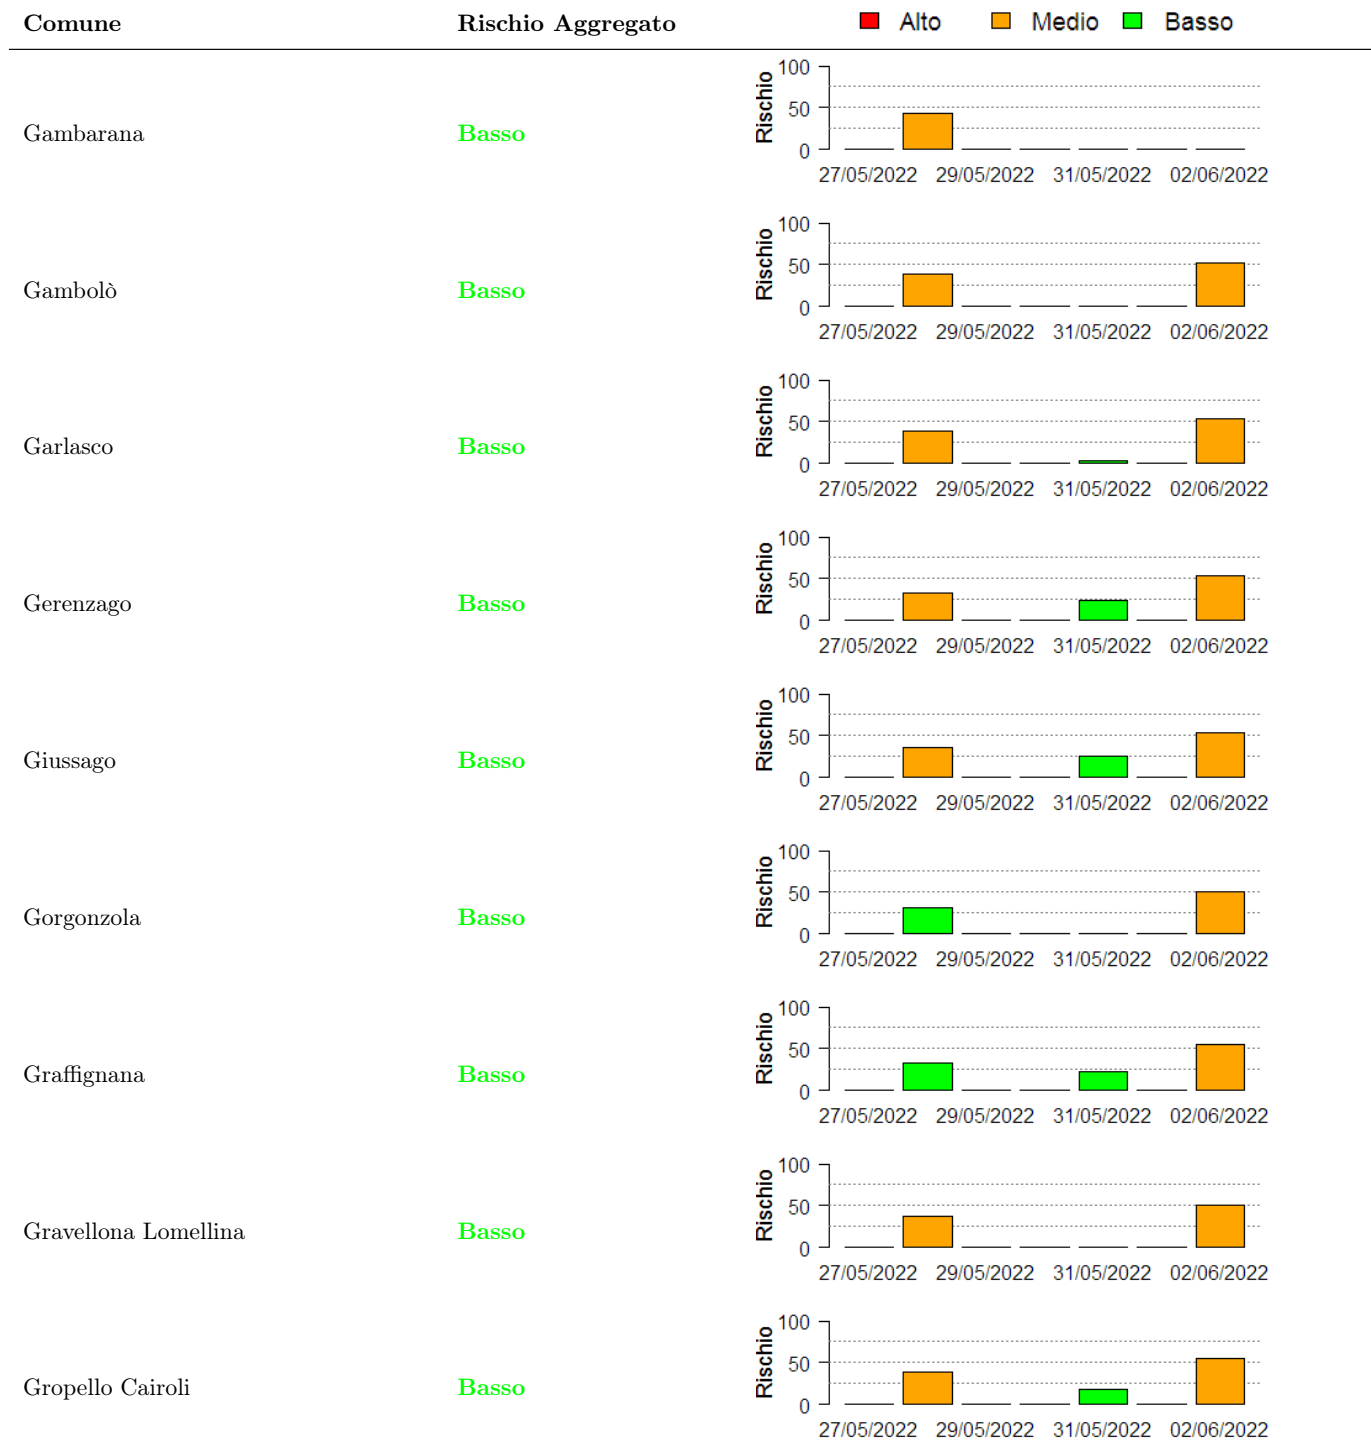 Comune Rischio Aggregato Alto Medio Basso
Gambarana Basso
Rischio
100
50
0
27/05/2022 29/05/2022 31/05/2022 02/06/2022
Gambolò Basso
Rischio
100
50
0
27/05/2022 29/05/2022 31/05/2022 02/06/2022
Garlasco Basso
Rischio
100
50
0
27/05/2022 29/05/2022 31/05/2022 02/06/2022
Gerenzago Basso
Rischio
100
50
0
27/05/2022 29/05/2022 31/05/2022 02/06/2022
Giussago Basso
Rischio
100
50
0
27/05/2022 29/05/2022 31/05/2022 02/06/2022
Gorgonzola Basso
Rischio
100
50
0
27/05/2022 29/05/2022 31/05/2022 02/06/2022
Graffignana Basso
Rischio
100
50
0
27/05/2022 29/05/2022 31/05/2022 02/06/2022
Gravellona Lomellina Basso
Rischio
100
50
0
27/05/2022 29/05/2022 31/05/2022 02/06/2022
Gropello Cairoli Basso
Rischio
100
50
0
27/05/2022 29/05/2022 31/05/2022 02/06/2022